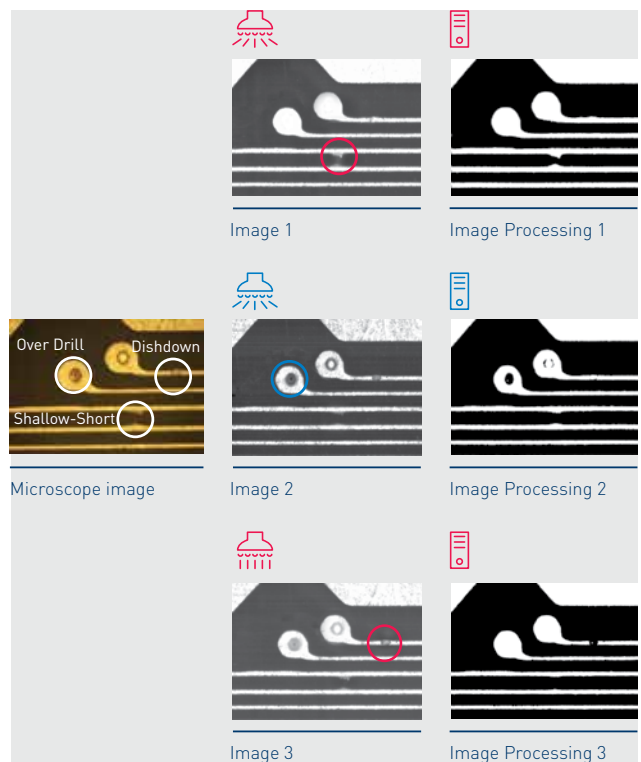 Image 1
Image Processing 1
Over Drill
Dishdown
Shallow-Short
Microscope image
Image 2
Image Processing 2
Image 3
Image Processing 3